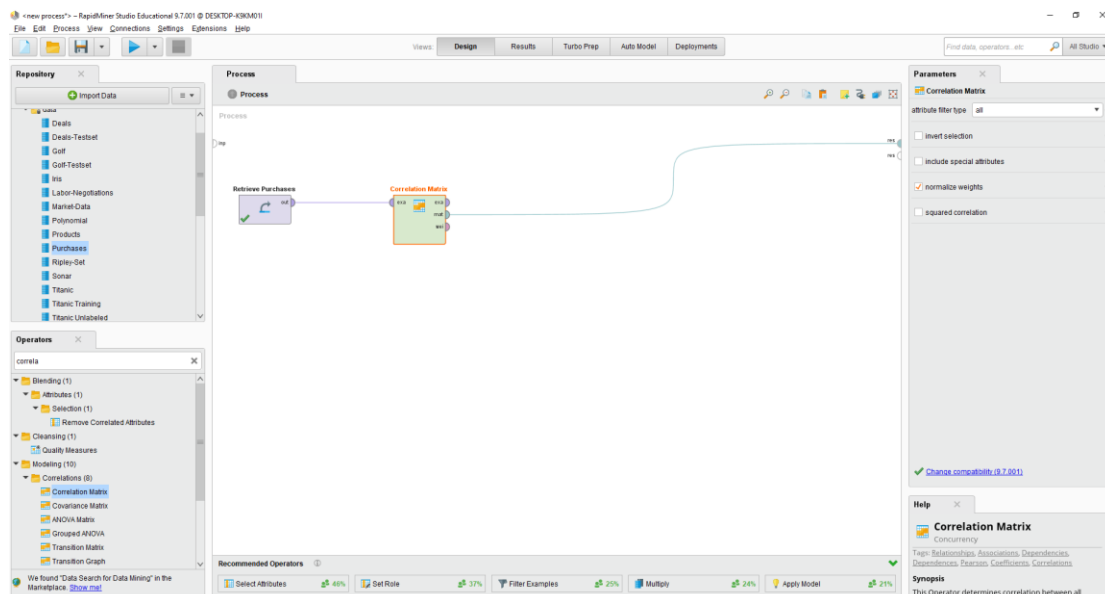 <new process*> – RapidMiner Studio Educational 9.7.001 @ DESKTOP-K9KM01I
File Edit Process View Connections Settings Extensions Help
Views: Design Results Turbo Prep Auto Model Deployments
Find data, operators...etc All Studio
Repository
Import Data
data
Deals
Deals-Testset
Golf
Golf-Testset
Iris
Labor-Negotiations
Market-Data
Polynomial
Products
Purchases
Ripley-Set
Sonar
Titanic
Titanic Training
Titanic Unlabeled
Operators
correla
Blending (1)
Attributes (1)
Selection (1)
Remove Correlated Attributes
Cleansing (1)
Quality Measures
Modeling (10)
Correlations (8)
Correlation Matrix
Covariance Matrix
ANOVA Matrix
Grouped ANOVA
Transition Matrix
Transition Graph
We found "Data Search for Data Mining" in the
Marketplace. Show me!
Process
Process
Process
inp
res
res
Retrieve Purchases
out
Correlation Matrix
exa exa
mat
wei
Recommended Operators
Select Attributes 46%
Set Role 37%
Filter Examples 25%
Multiply 24%
Apply Model 21%
Parameters
Correlation Matrix
attribute filter type all
invert selection
include special attributes
normalize weights
squared correlation
Change compatibility (9.7.001)
Help
Correlation Matrix
Concurrency
Tags: Relationships, Associations, Dependencies,
Dependences, Pearson, Coefficients, Correlations
Synopsis
This Operator determines correlation between all